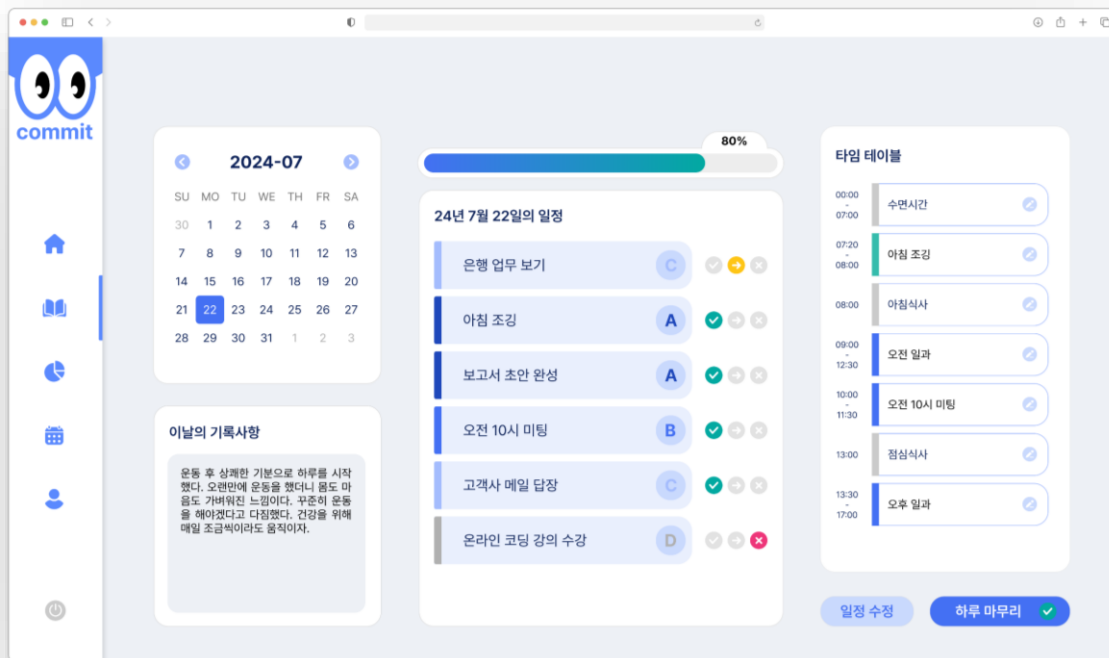 commit
2024-07
SU MO TU WE TH FR SA
30 1 2 3 4 5 6
7 8 9 10 11 12 13
14 15 16 17 18 19 20
21 22 23 24 25 26 27
28 29 30 31 1 2 3
이날의 기록사항
운동 후 상쾌한 기분으로 하루를 시작
했다. 오랜만에 운동을 했더니 몸도 마
음도 가벼워진 느낌이다. 꾸준히 운동
을 해야겠다고 다짐했다. 건강을 위해
매일 조금씩이라도 움직이자.
80%
24년 7월 22일의 일정
은행 업무 보기 C
아침 조깅 A
보고서 초안 완성 A
오전 10시 미팅 B
고객사 메일 답장 C
온라인 코딩 강의 수강 D
타임 테이블
00:00
-
07:00
수면시간
07:20
-
08:00
아침 조깅
08:00
아침식사
09:00
-
12:30
오전 일과
10:00
-
11:30
오전 10시 미팅
13:00
점심식사
13:30
-
17:00
오후 일과
일정 수정
하루 마무리